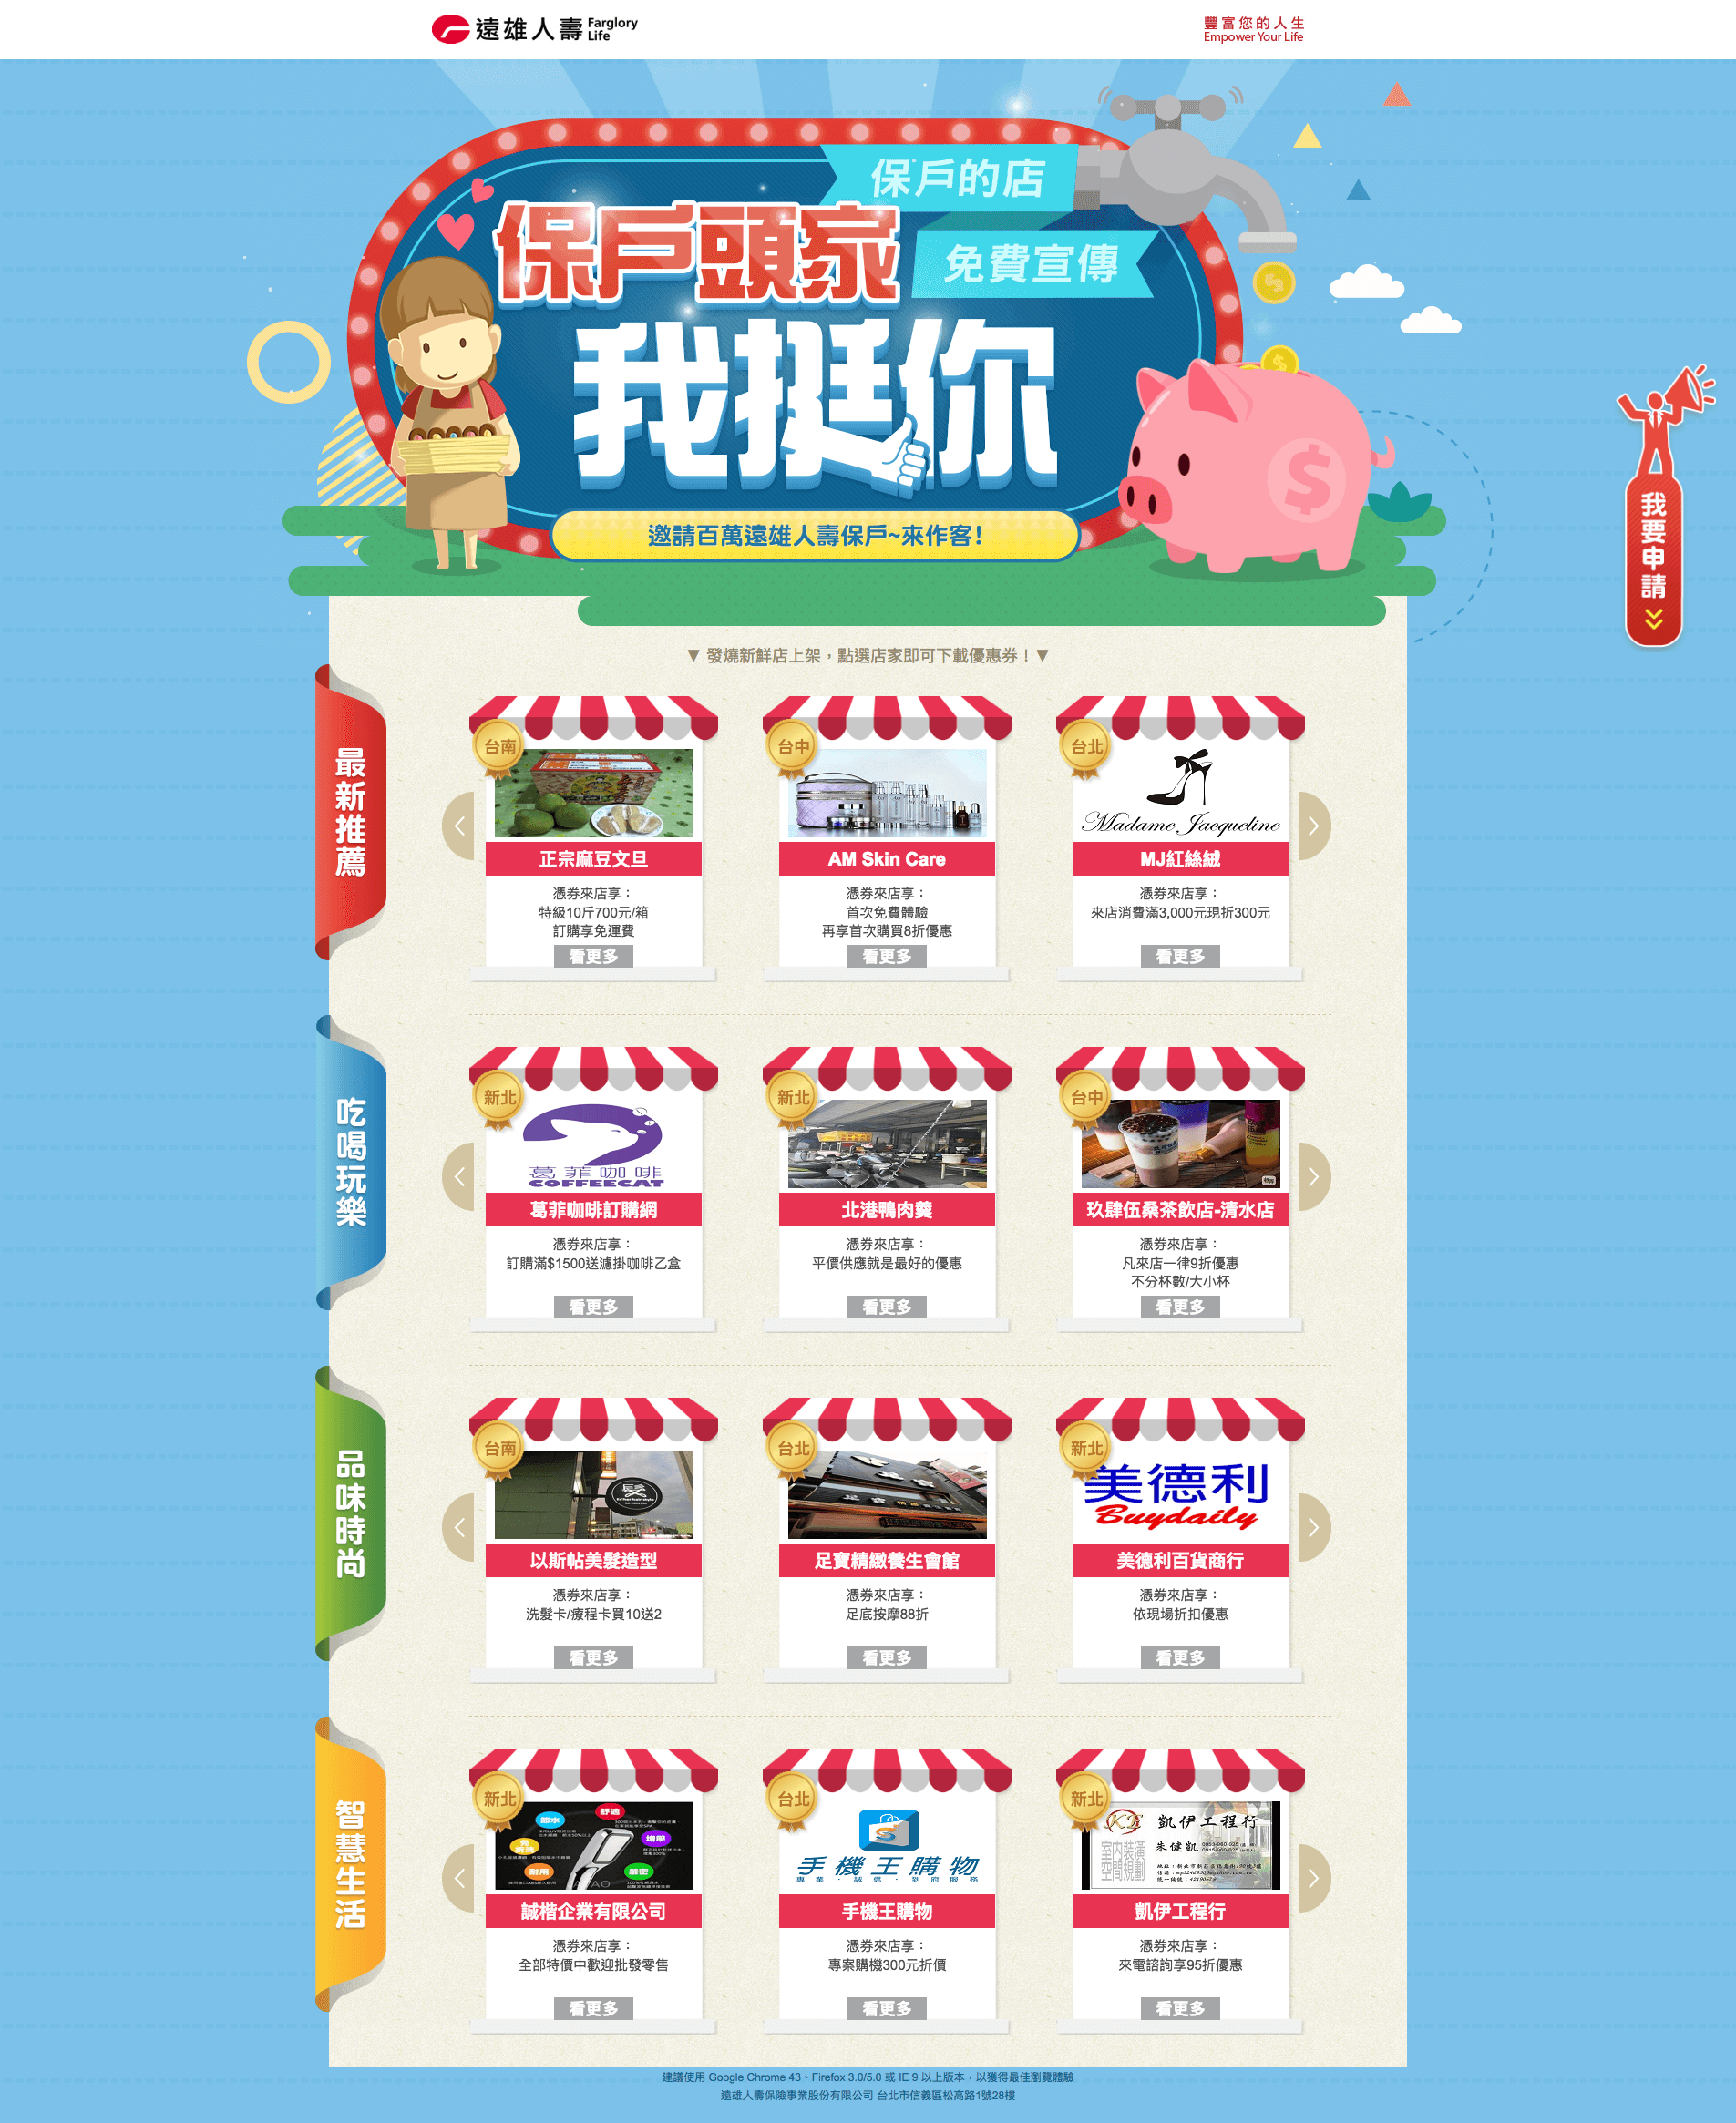 遠雄人壽 Farglory Life
豐富您的人生
Empower Your Life
保戶的店
保戶頭家
免費宣傳
我挺你
邀請百萬遠雄人壽保戶~來作客!
我要申請
▼ 發燒新鮮店上架，點選店家即可下載優惠券！▼
最新推薦
台南
正宗麻豆文旦
憑券來店享：
特級10斤700元/箱
訂購享免運費
看更多
台中
AM Skin Care
憑券來店享：
首次免費體驗
再享首次購買8折優惠
看更多
台北
Madame Jacqueline
MJ紅絲絨
憑券來店享：
來店消費滿3,000元現折300元
看更多
吃喝玩樂
新北
葛菲咖啡
COFFEECAT
葛菲咖啡訂購網
憑券來店享：
訂購滿$1500送濾掛咖啡乙盒
看更多
新北
北港鴨肉羹
憑券來店享：
平價供應就是最好的優惠
看更多
台中
玖肆伍桑茶飲店-清水店
憑券來店享：
凡來店一律9折優惠
不分杯數/大小杯
看更多
品味時尚
台南
髮
以斯帖美髮造型
憑券來店享：
洗髮卡/療程卡買10送2
看更多
台北
足寶精緻養生會館
憑券來店享：
足底按摩88折
看更多
新北
美德利
Buydaily
美德利百貨商行
憑券來店享：
依現場折扣優惠
看更多
智慧生活
新北
舒適
節水
增壓
耐用
誠楷企業有限公司
憑券來店享：
全部特價中歡迎批發零售
看更多
台北
手機王購物
專業．誠信．到府服務
手機王購物
憑券來店享：
專案購機300元折價
看更多
新北
凱伊工程行
室內裝潢
空間規劃
朱健凱
凱伊工程行
憑券來店享：
來電諮詢享95折優惠
看更多
建議使用 Google Chrome 43、Firefox 3.0/5.0 或 IE 9 以上版本，以獲得最佳瀏覽體驗
遠雄人壽保險事業股份有限公司 台北市信義區松高路1號28樓